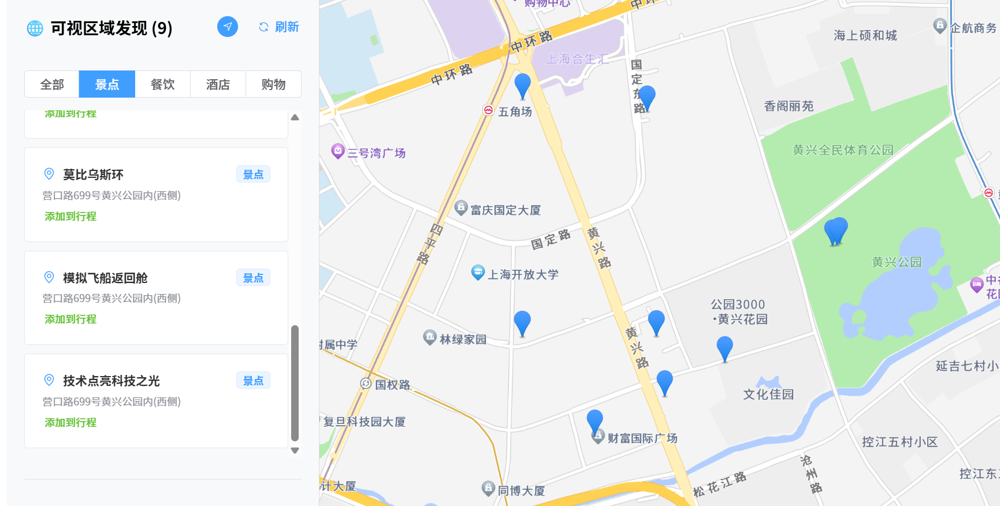 可视区域发现 (9)
刷新
全部
景点
餐饮
酒店
购物
添加到行程
莫比乌斯环
景点
营口路699号黄兴公园内(西侧)
添加到行程
模拟飞船返回舱
景点
营口路699号黄兴公园内(西侧)
添加到行程
技术点亮科技之光
景点
营口路699号黄兴公园内(西侧)
添加到行程
购物中心
中环
中环路
中环路
上海合生汇
国定东路
海上硕和城
企航商务
五角场
香阁丽苑
三号湾广场
黄兴全民体育公园
富庆国定大厦
四平路
国定路
黄兴路
上海开放大学
黄兴公园
公园3000
·黄兴花园
林绿家园
附属中学
黄兴路
延吉七村小
国权路
文化佳园
复旦科技园大厦
财富国际广场
控江五村小区
沧州路
控江东
计大厦
同博大厦
松花江路